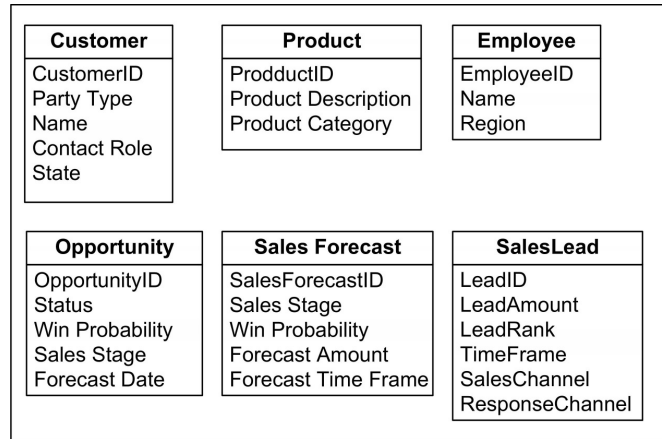 Customer
CustomerID
Party Type
Name
Contact Role
State
Product
ProdductID
Product Description
Product Category
Employee
EmployeeID
Name
Region
Opportunity
OpportunityID
Status
Win Probability
Sales Stage
Forecast Date
Sales Forecast
SalesForecastID
Sales Stage
Win Probability
Forecast Amount
Forecast Time Frame
SalesLead
LeadID
LeadAmount
LeadRank
TimeFrame
SalesChannel
ResponseChannel